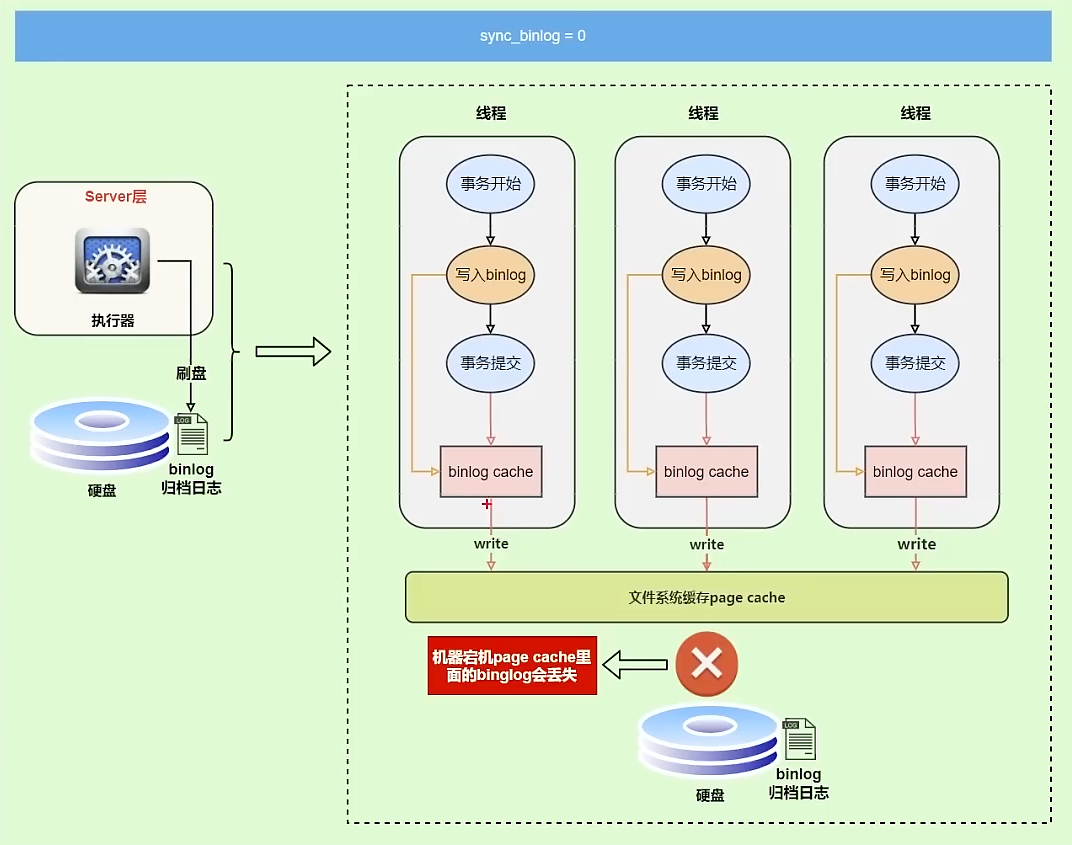 sync_binlog = 0
Server层
执行器
刷盘
LOG
硬盘
binlog
归档日志
线程
事务开始
写入binlog
事务提交
binlog cache
write
线程
事务开始
写入binlog
事务提交
binlog cache
write
线程
事务开始
写入binlog
事务提交
binlog cache
write
文件系统缓存page cache
机器宕机page cache里
面的binglog会丢失
LOG
硬盘
binlog
归档日志